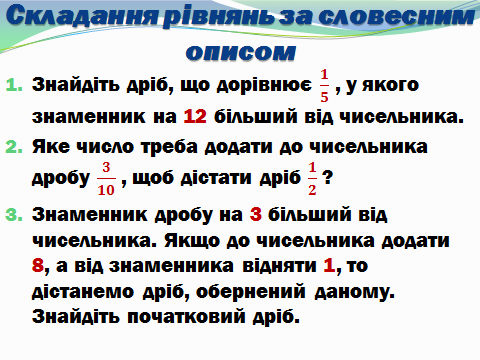 Складання рівнянь за словесним
описом
1. Знайдіть дріб, що дорівнює 1/5 , у якого
знаменник на 12 більший від чисельника.
2. Яке число треба додати до чисельника
дробу 3/10 , щоб дістати дріб 1/2 ?
3. Знаменник дробу на 3 більший від
чисельника. Якщо до чисельника додати
8, а від знаменника відняти 1, то
дістанемо дріб, обернений даному.
Знайдіть початковий дріб.